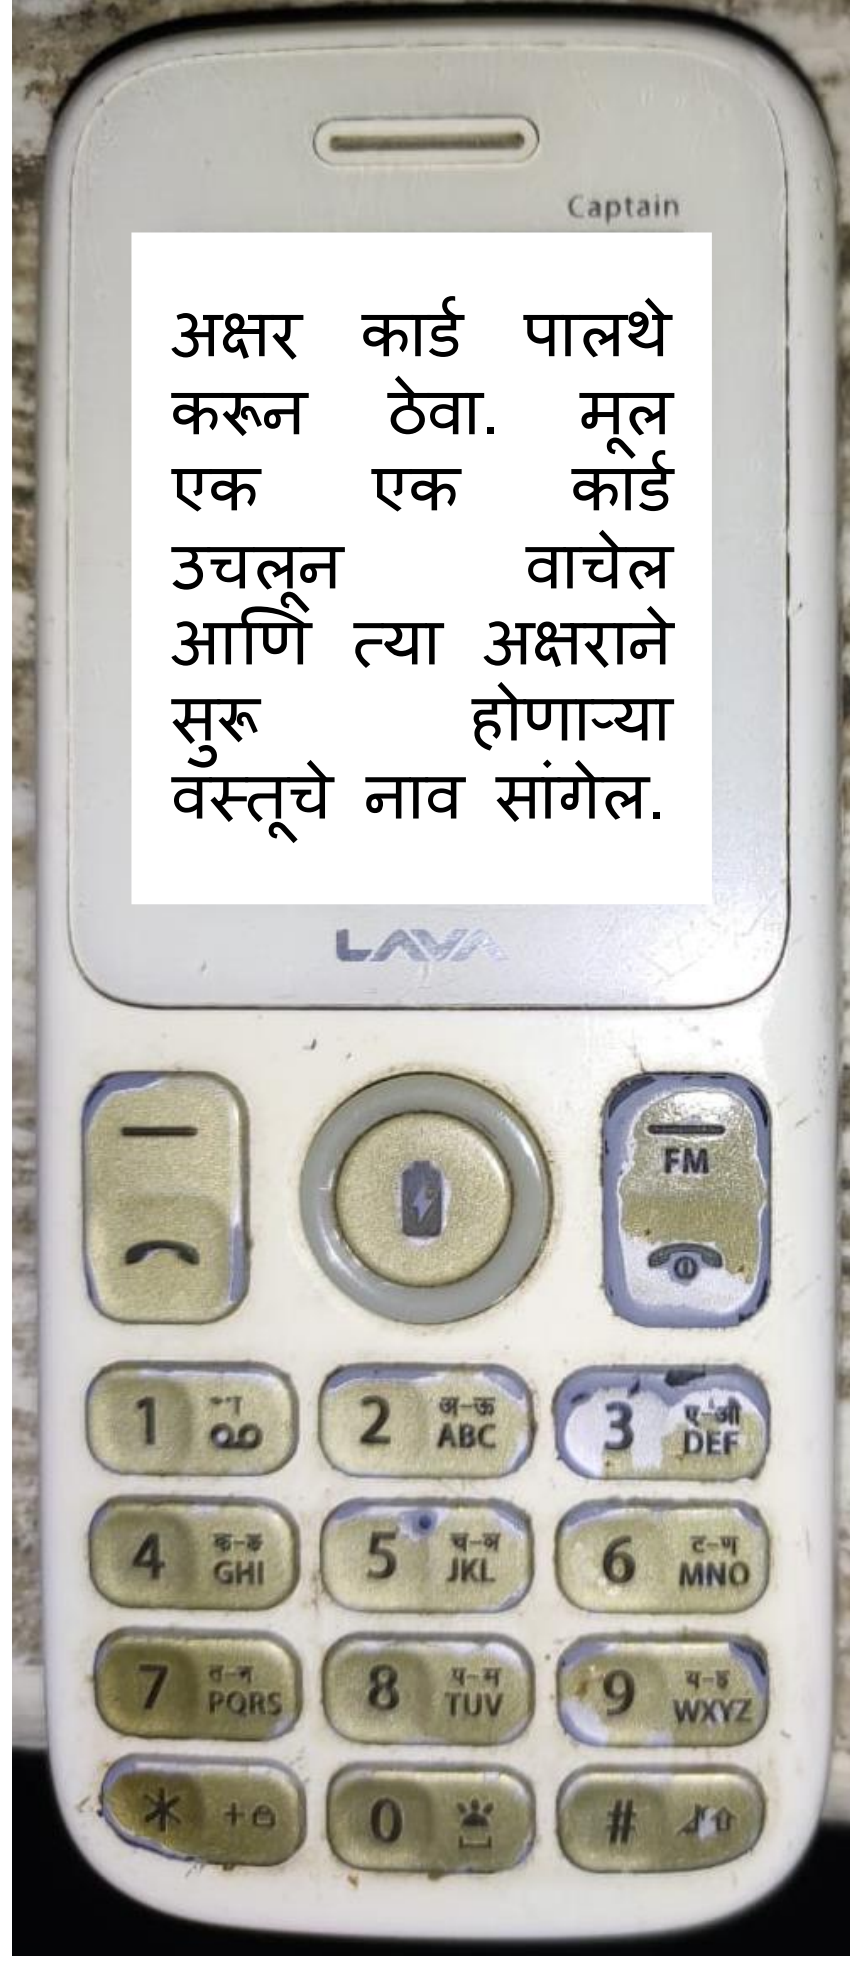 Captain
अक्षर कार्ड पालथे
करून ठेवा. मूल
एक एक कार्ड
उचलून वाचेल
आणि त्या अक्षराने
सुरू होणाऱ्या
वस्तूचे नाव सांगेल.
LAVA
FM
1
2 अ-ऊ ABC
3 ए-औ DEF
4 क-ङ GHI
5 च-ञ JKL
6 ट-ण MNO
7 त-न PQRS
8 प-म TUV
9 य-ह WXYZ
* +
0
#